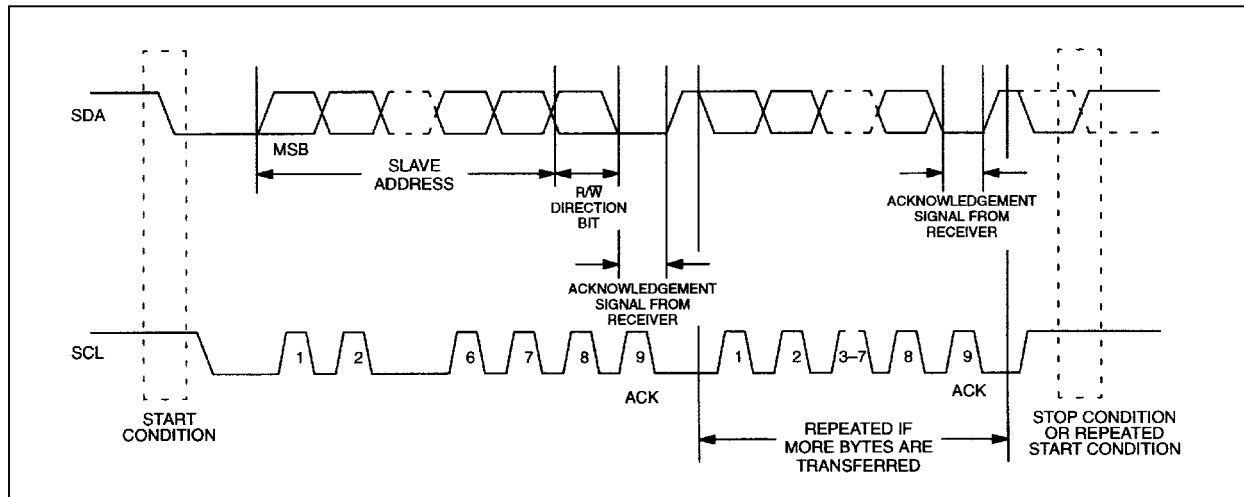 SDA
MSB
SLAVE
ADDRESS
R/W̅
DIRECTION
BIT
ACKNOWLEDGEMENT
SIGNAL FROM
RECEIVER
ACKNOWLEDGEMENT
SIGNAL FROM
RECEIVER
SCL
1 2 6 7 8 9 1 2 3–7 8 9
ACK ACK
START
CONDITION
REPEATED IF
MORE BYTES ARE
TRANSFERRED
STOP CONDITION
OR REPEATED
START CONDITION